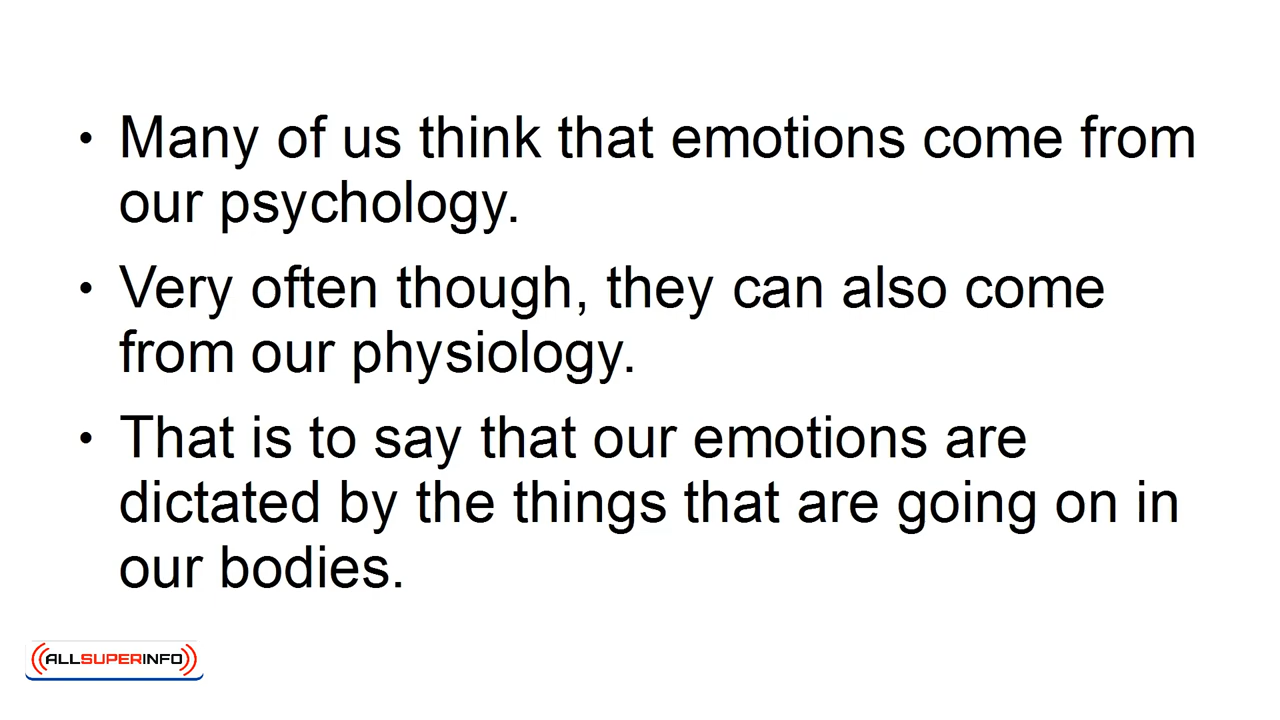 • Many of us think that emotions come from
our psychology.
• Very often though, they can also come
from our physiology.
• That is to say that our emotions are
dictated by the things that are going on in
our bodies.
ALLSUPERINFO